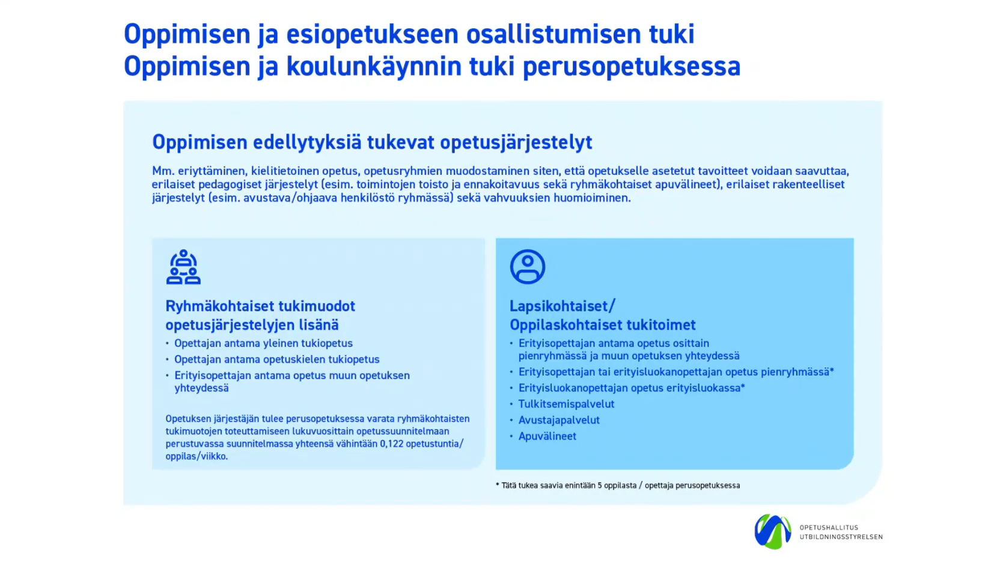 Oppimisen ja esiopetukseen osallistumisen tuki
Oppimisen ja koulunkäynnin tuki perusopetuksessa
Oppimisen edellytyksiä tukevat opetusjärjestelyt
Mm. eriyttäminen, kielitietoinen opetus, opetusryhmien muodostaminen siten, että opetukselle asetetut tavoitteet voidaan saavuttaa,
erilaiset pedagogiset järjestelyt (esim. toimintojen toisto ja ennakoitavuus sekä ryhmäkohtaiset apuvälineet), erilaiset rakenteelliset
järjestelyt (esim. avustava/ohjaava henkilöstö ryhmässä) sekä vahvuuksien huomioiminen.
Ryhmäkohtaiset tukimuodot
opetusjärjestelyjen lisänä
• Opettajan antama yleinen tukiopetus
• Opettajan antama opetuskielen tukiopetus
• Erityisopettajan antama opetus muun opetuksen
yhteydessä
Opetuksen järjestäjän tulee perusopetuksessa varata ryhmäkohtaisten
tukimuotojen toteuttamiseen lukuvuosittain opetussuunnitelmaan
perustuvassa suunnitelmassa yhteensä vähintään 0,122 opetustuntia/
oppilas/viikko.
Lapsikohtaiset/
Oppilaskohtaiset tukitoimet
• Erityisopettajan antama opetus osittain
pienryhmässä ja muun opetuksen yhteydessä
• Erityisopettajan tai erityisluokanopettajan opetus pienryhmässä*
• Erityisluokanopettajan opetus erityisluokassa*
• Tulkitsemispalvelut
• Avustajapalvelut
• Apuvälineet
* Tätä tukea saavia enintään 5 oppilasta / opettaja perusopetuksessa
OPETUSHALLITUS
UTBILDNINGSSTYRELSEN